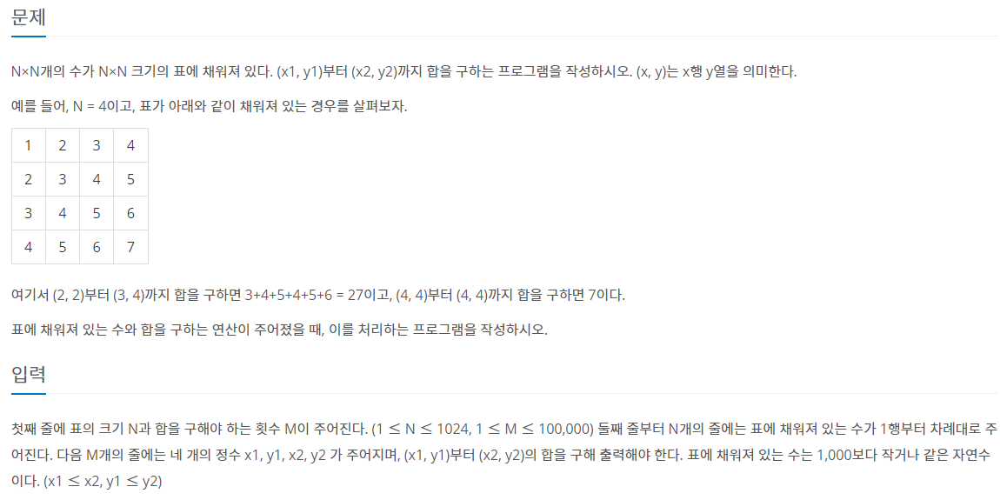 문제
N×N개의 수가 N×N 크기의 표에 채워져 있다. (x1, y1)부터 (x2, y2)까지 합을 구하는 프로그램을 작성하시오. (x, y)는 x행 y열을 의미한다.
예를 들어, N = 4이고, 표가 아래와 같이 채워져 있는 경우를 살펴보자.
1 2 3 4
2 3 4 5
3 4 5 6
4 5 6 7
여기서 (2, 2)부터 (3, 4)까지 합을 구하면 3+4+5+4+5+6 = 27이고, (4, 4)부터 (4, 4)까지 합을 구하면 7이다.
표에 채워져 있는 수와 합을 구하는 연산이 주어졌을 때, 이를 처리하는 프로그램을 작성하시오.
입력
첫째 줄에 표의 크기 N과 합을 구해야 하는 횟수 M이 주어진다. (1 ≤ N ≤ 1024, 1 ≤ M ≤ 100,000) 둘째 줄부터 N개의 줄에는 표에 채워져 있는 수가 1행부터 차례대로 주
어진다. 다음 M개의 줄에는 네 개의 정수 x1, y1, x2, y2 가 주어지며, (x1, y1)부터 (x2, y2)의 합을 구해 출력해야 한다. 표에 채워져 있는 수는 1,000보다 작거나 같은 자연수
이다. (x1 ≤ x2, y1 ≤ y2)